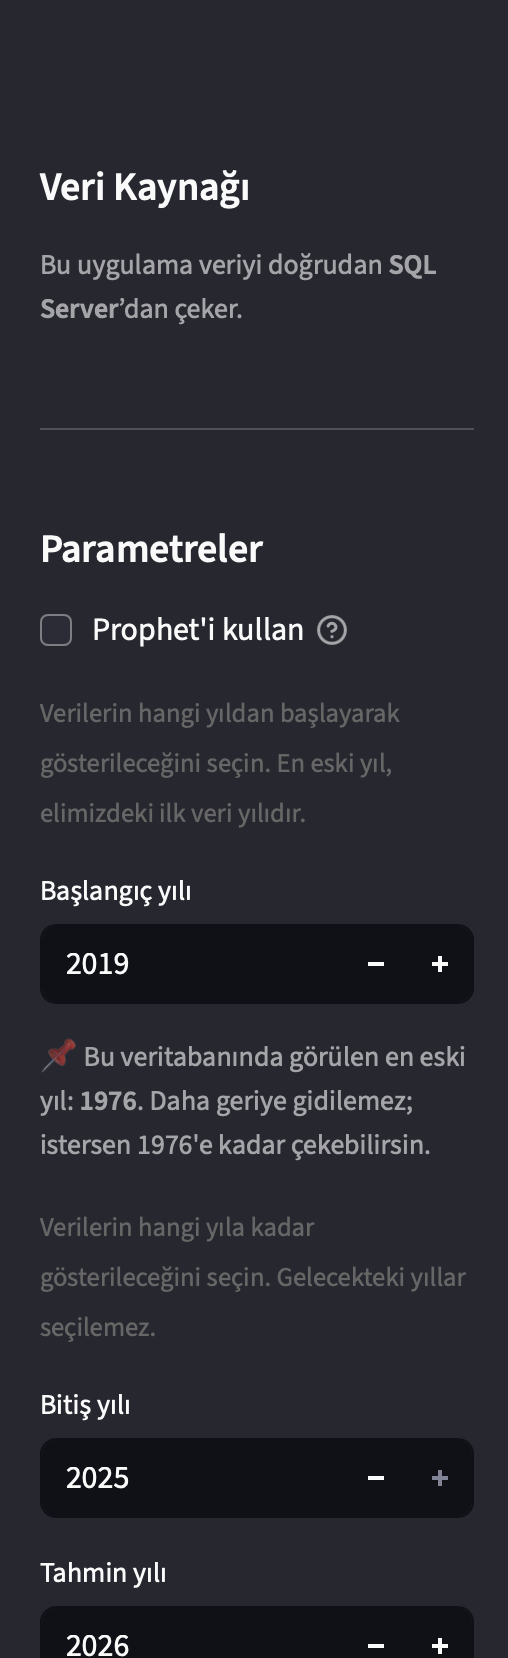 Veri Kaynağı
Bu uygulama veriyi doğrudan SQL
Server’dan çeker.
Parametreler
Prophet'i kullan
Verilerin hangi yıldan başlayarak
gösterileceğini seçin. En eski yıl,
elimizdeki ilk veri yılıdır.
Başlangıç yılı
2019
📌 Bu veritabanında görülen en eski
yıl: 1976. Daha geriye gidilemez;
istersen 1976'e kadar çekebilirsin.
Verilerin hangi yıla kadar
gösterileceğini seçin. Gelecekteki yıllar
seçilemez.
Bitiş yılı
2025
Tahmin yılı
2026